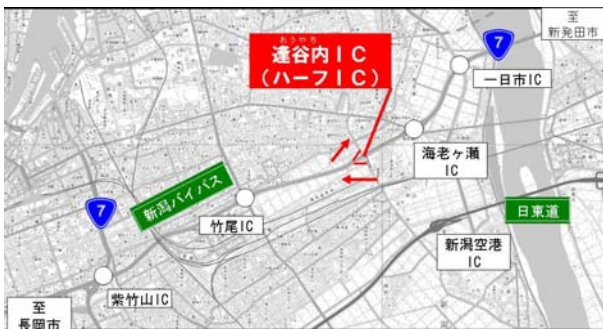 至
新発田市
7
おうやち
逢谷内IC
(ハーフIC)
一日市IC
海老ヶ瀬
IC
新潟バイパス
竹尾IC
7
日東道
新潟空港
IC
紫竹山IC
至
長岡市